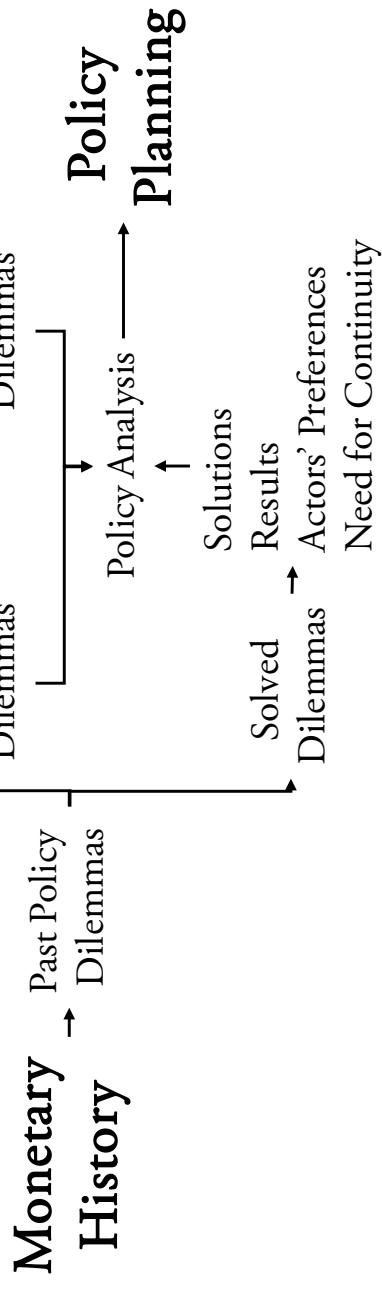 Monetary
History
Past Policy
Dilemmas
Dilemmas
Dilemmas
Solved
Dilemmas
Policy Analysis
Solutions
Results
Actors’ Preferences
Need for Continuity
Policy
Planning